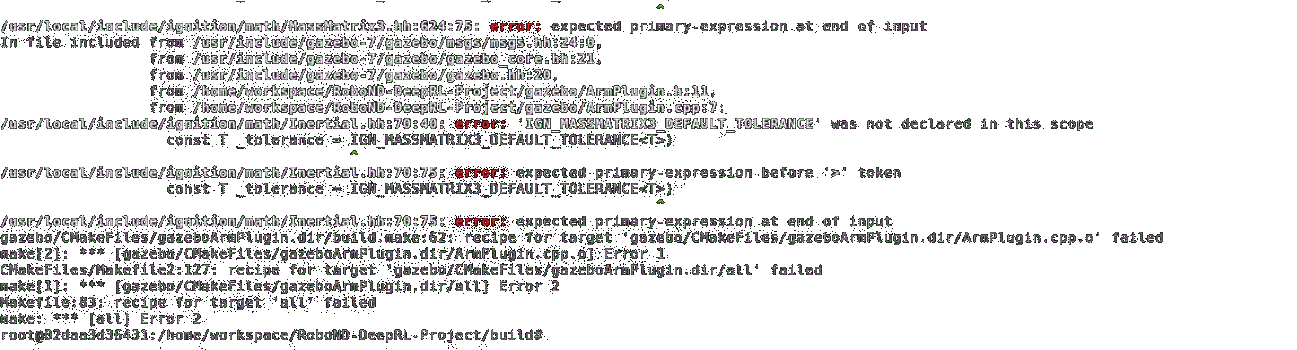 /usr/local/include/ignition/math/MassMatrix3.hh:624:75: error: expected primary-expression at end of input
In file included from /usr/include/gazebo-7/gazebo/msgs/msgs.hh:24:0,
from /usr/include/gazebo-7/gazebo/gazebo_core.hh:21,
from /usr/include/gazebo-7/gazebo/gazebo.hh:20,
from /home/workspace/RoboND-DeepRL-Project/gazebo/ArmPlugin.h:11,
from /home/workspace/RoboND-DeepRL-Project/gazebo/ArmPlugin.cpp:7:
/usr/local/include/ignition/math/Inertial.hh:70:40: error: 'IGN_MASSMATRIX3_DEFAULT_TOLERANCE' was not declared in this scope
const T _tolerance = IGN_MASSMATRIX3_DEFAULT_TOLERANCE<T>)
^
/usr/local/include/ignition/math/Inertial.hh:70:75: error: expected primary-expression before '>' token
const T _tolerance = IGN_MASSMATRIX3_DEFAULT_TOLERANCE<T>)
^
/usr/local/include/ignition/math/Inertial.hh:70:75: error: expected primary-expression at end of input
gazebo/CMakeFiles/gazeboArmPlugin.dir/build.make:62: recipe for target 'gazebo/CMakeFiles/gazeboArmPlugin.dir/ArmPlugin.cpp.o' failed
make[2]: *** [gazebo/CMakeFiles/gazeboArmPlugin.dir/ArmPlugin.cpp.o] Error 1
CMakeFiles/Makefile2:127: recipe for target 'gazebo/CMakeFiles/gazeboArmPlugin.dir/all' failed
make[1]: *** [gazebo/CMakeFiles/gazeboArmPlugin.dir/all] Error 2
Makefile:83: recipe for target 'all' failed
make: *** [all] Error 2
root@92daa3d35431:/home/workspace/RoboND-DeepRL-Project/build#